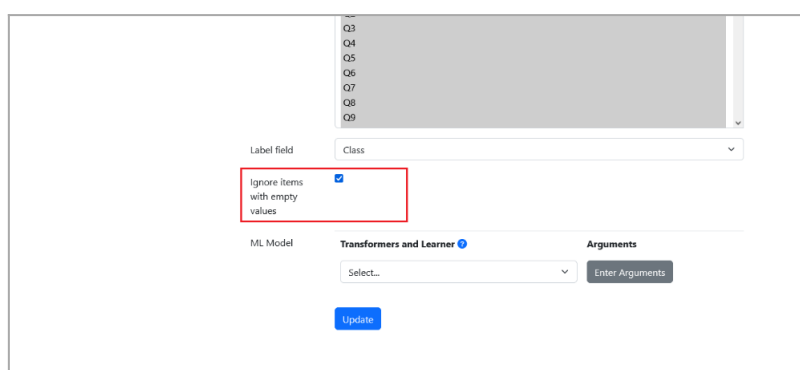 Q3
Q4
Q5
Q6
Q7
Q8
Q9
Label field
Class
Ignore items
with empty
values
ML Model
Transformers and Learner ?
Arguments
Select...
Enter Arguments
Update